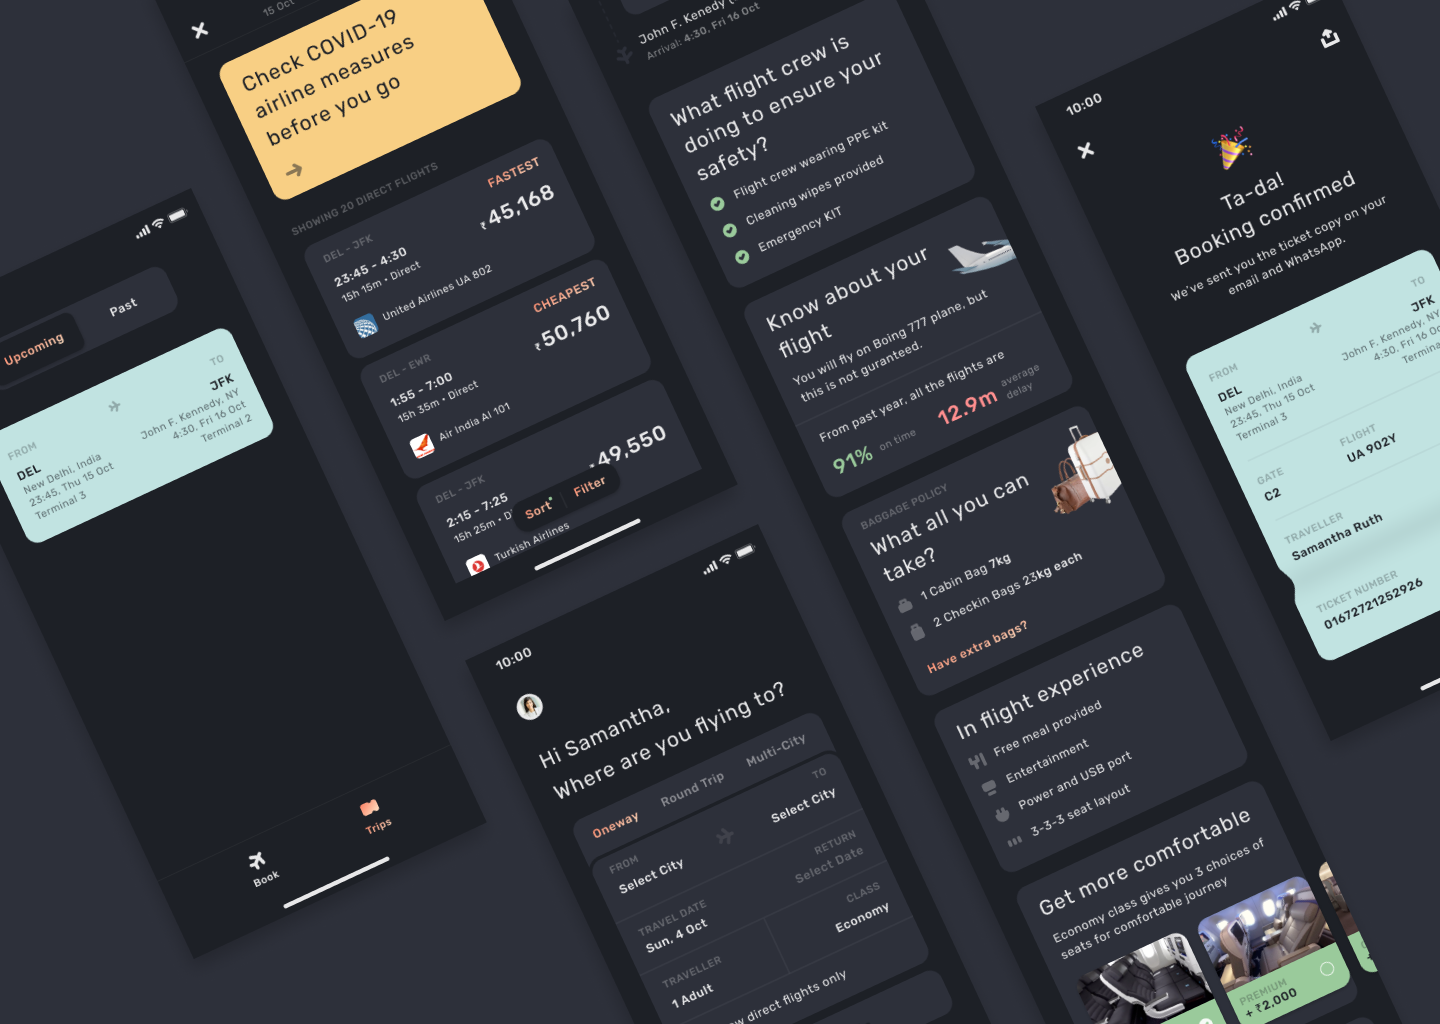 Upcoming
Past
FROM
DEL
New Delhi, India
23:45, Thu 15 Oct
Terminal 3
TO
JFK
John F. Kennedy, NY
4:30, Fri 16 Oct
Terminal 2
Book
Trips
15 Oct
Check COVID-19
airline measures
before you go
SHOWING 20 DIRECT FLIGHTS
FASTEST
DEL - JFK
₹45,168
23:45 - 4:30
15h 15m • Direct
United Airlines UA 802
CHEAPEST
DEL - EWR
₹50,760
1:55 - 7:00
15h 35m • Direct
Air India AI 101
DEL - JFK
49,550
2:15 - 7:25
15h 25m • D
Turkish Airlines
Sort
Filter
10:00
Hi Samantha,
Where are you flying to?
Oneway
Round Trip
Multi-City
FROM
Select City
TO
Select City
TRAVEL DATE
Sun, 4 Oct
RETURN
Select Date
TRAVELLER
1 Adult
CLASS
Economy
direct flights only
John F. Kenedy
Arrival: 4:30, Fri 16 Oct
What flight crew is
doing to ensure your
safety?
Flight crew wearing PPE kit
Cleaning wipes provided
Emergency KIT
Know about your
flight
You will fly on Boing 777 plane, but
this is not guranteed.
From past year, all the flights are
91% on time
12.9m average
delay
BAGGAGE POLICY
What all you can
take?
1 Cabin Bag 7kg
2 Checkin Bags 23kg each
Have extra bags?
In flight experience
Free meal provided
Entertainment
Power and USB port
3-3-3 seat layout
Get more comfortable
Economy class gives you 3 choices of
seats for comfortable journey
PREMIUM
+ ₹2,000
10:00
Ta-da!
Booking confirmed
We've sent you the ticket copy on your
email and WhatsApp.
FROM
DEL
New Delhi, India
23:45, Thu 15 Oct
Terminal 3
TO
JFK
John F. Kennedy, NY
4:30, Fri 16 Oc
Termina
GATE
C2
FLIGHT
UA 902Y
TRAVELLER
Samantha Ruth
TICKET NUMBER
01672721252926